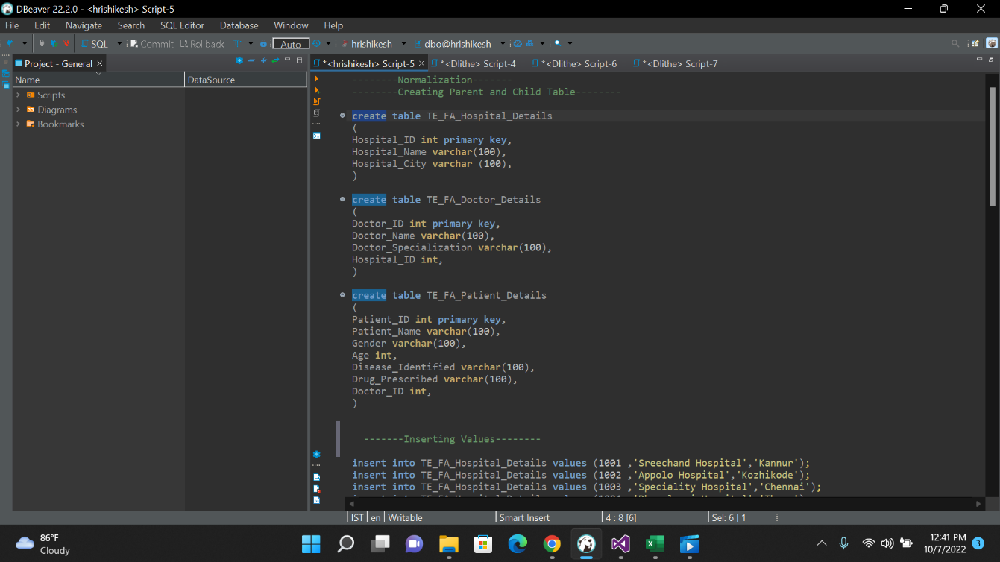 DBeaver 22.2.0 - <hrishikesh> Script-5
File Edit Navigate Search SQL Editor Database Window Help
SQL Commit Rollback Auto hrishikesh dbo@hrishikesh
Project - General
Name DataSource
Scripts
Diagrams
Bookmarks
*<hrishikesh> Script-5 *<Dlithe> Script-4 *<Dlithe> Script-6 *<Dlithe> Script-7
--------Normalization-------
--------Creating Parent and Child Table--------
create table TE_FA_Hospital_Details
(
Hospital_ID int primary key,
Hospital_Name varchar(100),
Hospital_City varchar (100),
)
create table TE_FA_Doctor_Details
(
Doctor_ID int primary key,
Doctor_Name varchar(100),
Doctor_Specialization varchar(100),
Hospital_ID int,
)
create table TE_FA_Patient_Details
(
Patient_ID int primary key,
Patient_Name varchar(100),
Gender varchar(100),
Age int,
Disease_Identified varchar(100),
Drug_Prescribed varchar(100),
Doctor_ID int,
)
-------Inserting Values--------
insert into TE_FA_Hospital_Details values (1001 ,'Sreechand Hospital','Kannur');
insert into TE_FA_Hospital_Details values (1002 ,'Appolo Hospital','Kozhikode');
insert into TE_FA_Hospital_Details values (1003 ,'Speciality Hospital','Chennai');
IST en Writable Smart Insert 4 : 8 [6] Sel: 6 | 1
86°F
Cloudy
12:41 PM
10/7/2022
3